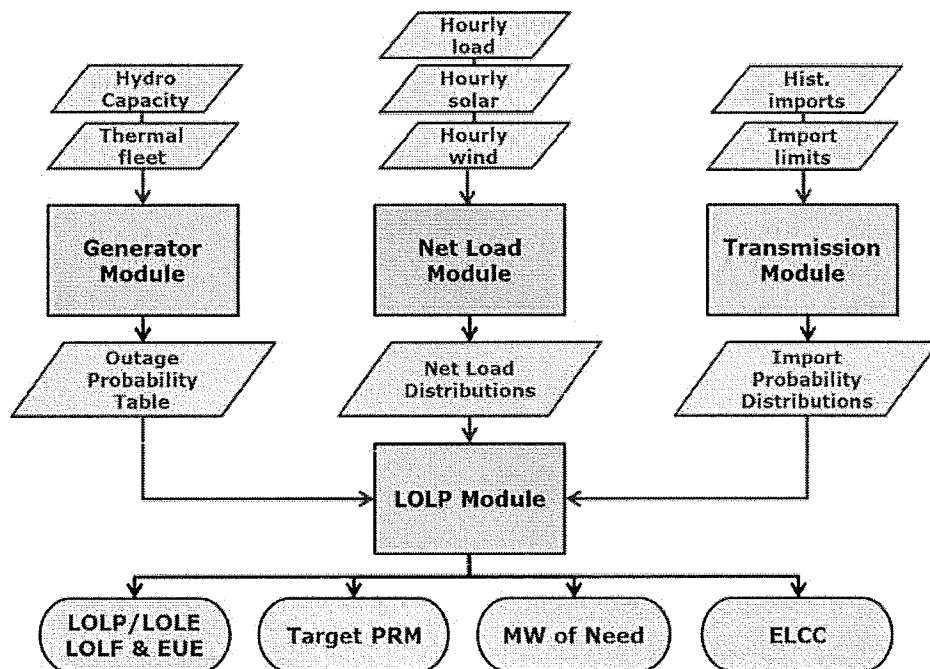 Hourly
load
Hydro
Capacity
Hourly
solar
Hist.
imports
Thermal
fleet
Hourly
wind
Import
limits
Generator
Module
Net Load
Module
Transmission
Module
Outage
Probability
Table
Net Load
Distributions
Import
Probability
Distributions
LOLP Module
LOLP/LOLE
LOLF & EUE
Target PRM
MW of Need
ELCC